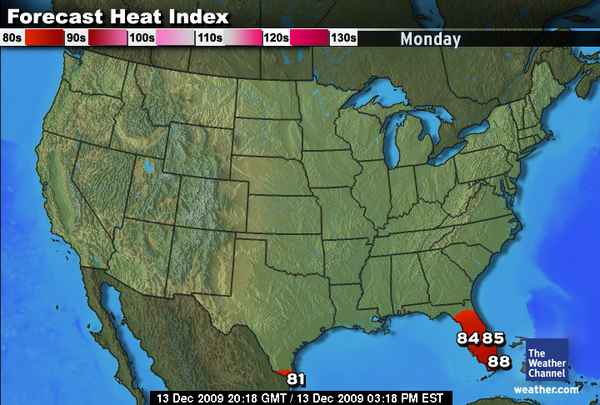 Forecast Heat Index
80s 90s 100s 110s 120s 130s Monday
84 85
88
81
The
Weather
Channel
weather.com
13 Dec 2009 20:18 GMT / 13 Dec 2009 03:18 PM EST